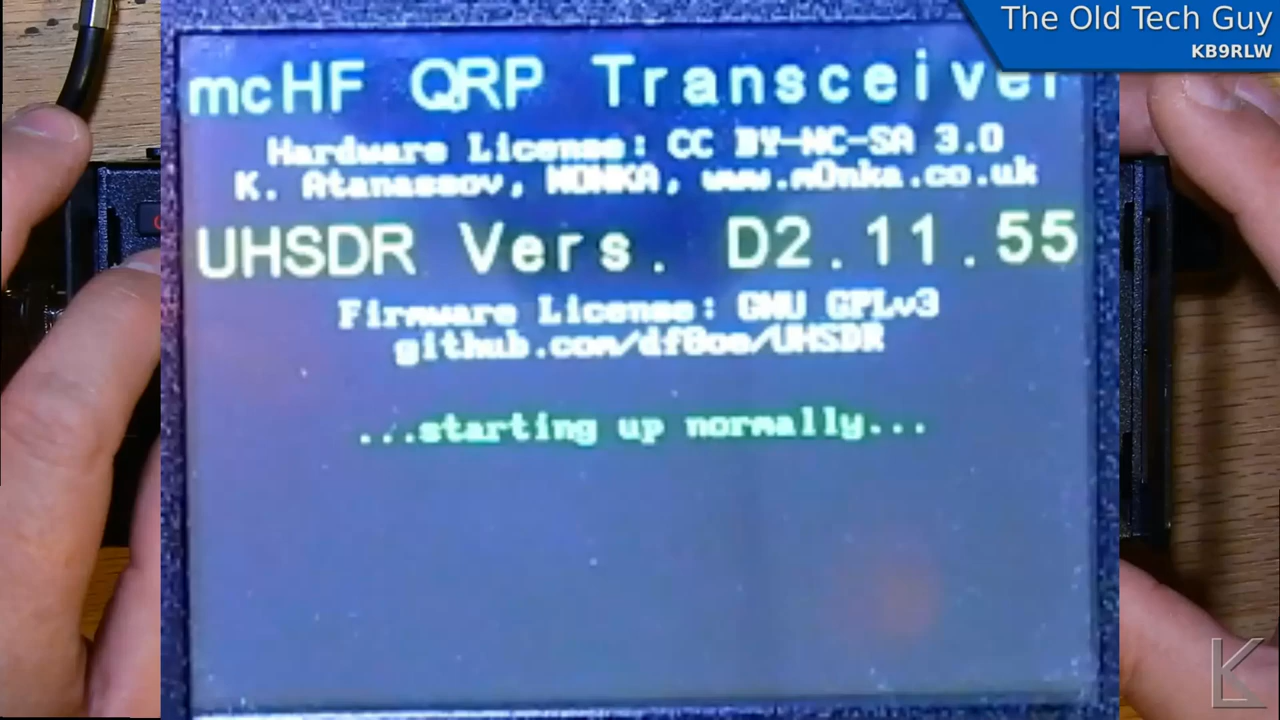 The Old Tech Guy
KB9RLW
mcHF QRP Transceiver
Hardware License: CC BY-NC-SA 3.0
K. Atanassov, M0NKA, www.m0nka.co.uk
UHSDR Vers. D2.11.55
Firmware License: GNU GPLv3
github.com/df8oe/UHSDR
...starting up normally...